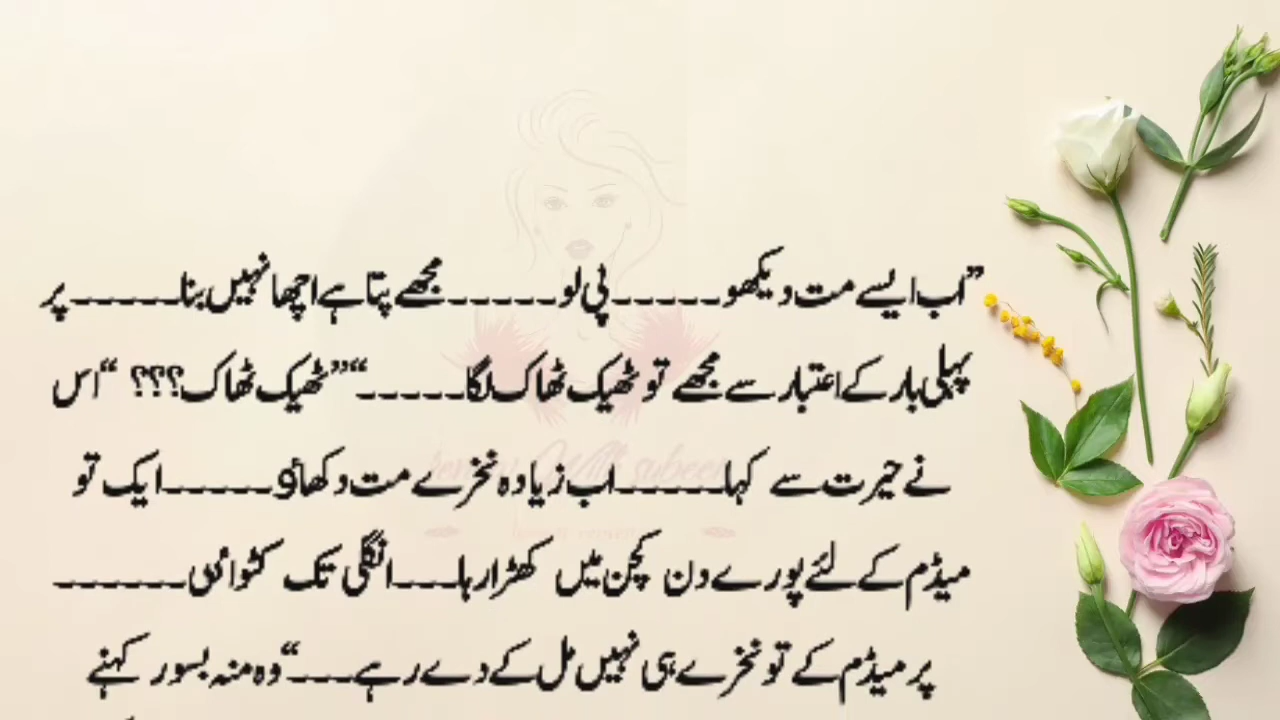 ”اب ایسے مت دیکھو۔۔۔۔۔پی لو۔۔۔۔۔مجھے پتا ہے اچھا نہیں بنا۔۔۔۔۔پر
پہلی بار کے اعتبار سے مجھے تو ٹھیک ٹھاک لگا۔۔۔۔۔“”ٹھیک ٹھاک؟؟؟ “اس
نے حیرت سے کہا۔۔۔۔۔اب زیادہ نخرے مت دکھاٶ۔۔۔۔۔ایک تو
میڈم کے لئے پورے دن کچن میں کھڑا رہا۔۔۔انگلی تک کٹوائی۔۔۔۔۔۔
پر میڈم کے تو نخرے ہی نہیں مل کے دے رہے۔۔۔“وہ منہ بسور کہنے